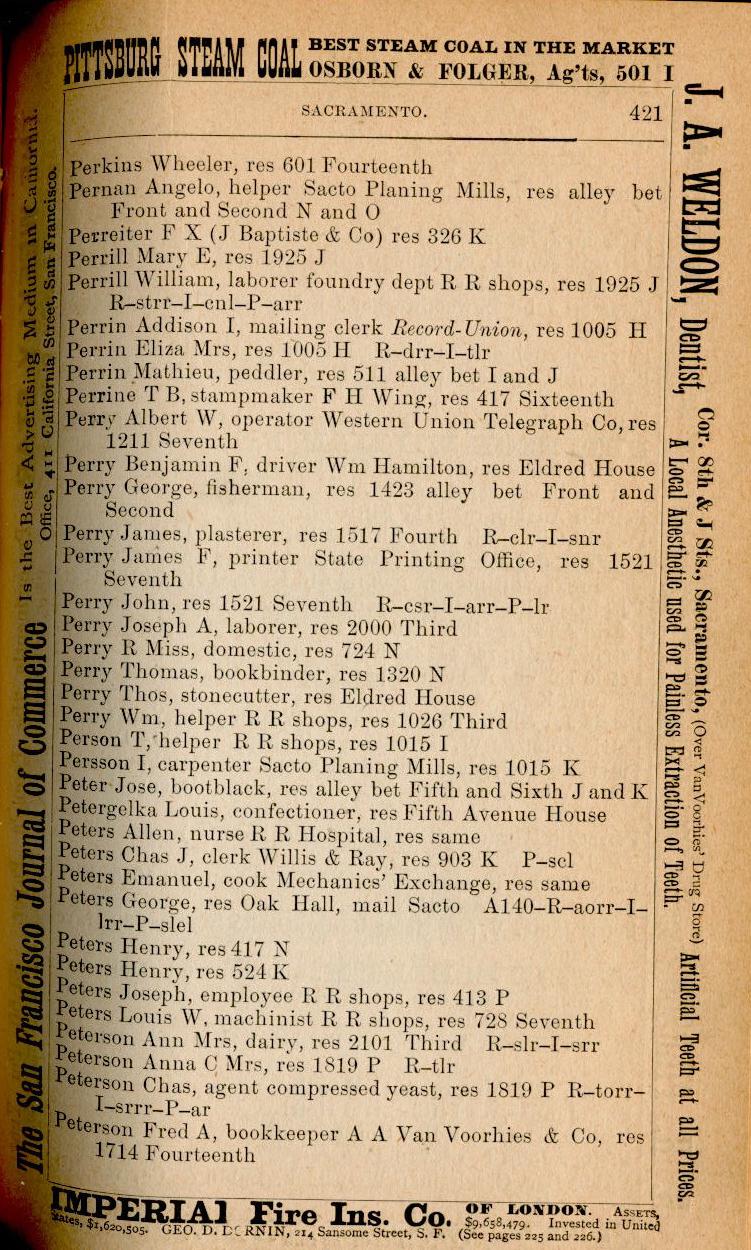 PITTSBURG STEAM COAL BEST STEAM COAL IN THE MARKET
OSBORN & FOLGER, Ag'ts, 501 I
SACRAMENTO. 421
Perkins Wheeler, res 601 Fourteenth
Pernan Angelo, helper Sacto Planing Mills, res alley bet
Front and Second N and O
Perreiter F X (J Baptiste & Co) res 326 K
Perrill Mary E, res 1925 J
Perrill William, laborer foundry dept R R shops, res 1925 J
R–strr–I–cnl–P–arr
Perrin Addison I, mailing clerk Record-Union, res 1005 H
Perrin Eliza Mrs, res 1005 H R–drr–I–tlr
Perrin Mathieu, peddler, res 511 alley bet I and J
Perrine T B, stampmaker F H Wing, res 417 Sixteenth
Perry Albert W, operator Western Union Telegraph Co, res
1211 Seventh
Perry Benjamin F, driver Wm Hamilton, res Eldred House
Perry George, fisherman, res 1423 alley bet Front and
Second
Perry James, plasterer, res 1517 Fourth R–clr–I–snr
Perry James F, printer State Printing Office, res 1521
Seventh
Perry John, res 1521 Seventh R–csr–I–arr–P–lr
Perry Joseph A, laborer, res 2000 Third
Perry R Miss, domestic, res 724 N
Perry Thomas, bookbinder, res 1320 N
Perry Thos, stonecutter, res Eldred House
Perry Wm, helper R R shops, res 1026 Third
Person T, helper R R shops, res 1015 I
Persson I, carpenter Sacto Planing Mills, res 1015 K
Peter Jose, bootblack, res alley bet Fifth and Sixth J and K
Petergelka Louis, confectioner, res Fifth Avenue House
Peters Allen, nurse R R Hospital, res same
Peters Chas J, clerk Willis & Ray, res 903 K P–scl
Peters Emanuel, cook Mechanics' Exchange, res same
Peters George, res Oak Hall, mail Sacto A140–R–aorr–I–
lrr–P–slel
Peters Henry, res 417 N
Peters Henry, res 524 K
Peters Joseph, employee R R shops, res 413 P
Peters Louis W, machinist R R shops, res 728 Seventh
Peterson Ann Mrs, dairy, res 2101 Third R–slr–I–srr
Peterson Anna C Mrs, res 1819 P R–tlr
Peterson Chas, agent compressed yeast, res 1819 P R–torr–
I–srrr–P–ar
Peterson Fred A, bookkeeper A A Van Voorhies & Co, res
1714 Fourteenth
IMPERIAl Fire Ins. Co. OF LONDON. ASSETS,
$9,658,479. Invested in United
States, $1,620,505. GEO. D. DORNIN, 214 Sansome Street, S. F. (See pages 225 and 226.)
The San Francisco Journal of Commerce Is the Best Advertising Medium in California.
Office, 411 California Street, San Francisco.
J. A. WELDON, Dentist, Cor. 8th & J Sts., Sacramento, (Over VanVoorhies' Drug Store)
A Local Anesthetic used for Painless Extraction of Teeth. Artificial Teeth at all Prices.